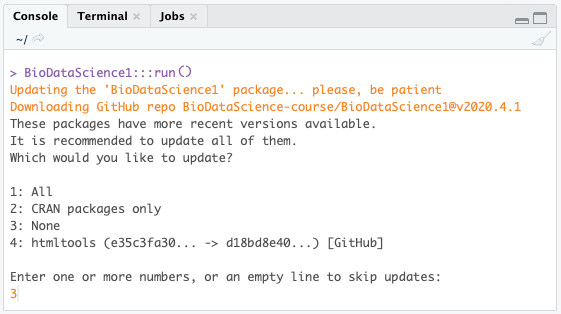 Console Terminal × Jobs ×
~/
> BioDataScience1:::run()
Updating the 'BioDataScience1' package... please, be patient
Downloading GitHub repo BioDataScience-course/BioDataScience1@v2020.4.1
These packages have more recent versions available.
It is recommended to update all of them.
Which would you like to update?
1: All
2: CRAN packages only
3: None
4: htmltools (e35c3fa30... -> d18bd8e40...) [GitHub]
Enter one or more numbers, or an empty line to skip updates:
3